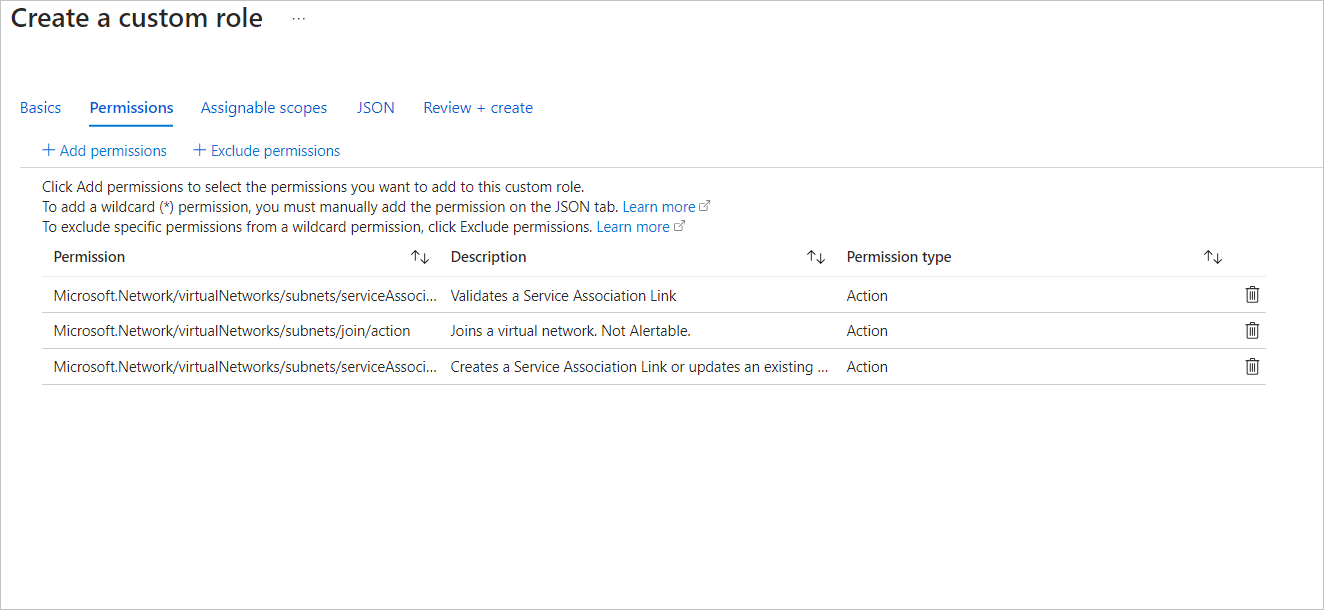 Create a custom role ...
Basics Permissions Assignable scopes JSON Review + create
+ Add permissions + Exclude permissions
Click Add permissions to select the permissions you want to add to this custom role.
To add a wildcard (*) permission, you must manually add the permission on the JSON tab. Learn more
To exclude specific permissions from a wildcard permission, click Exclude permissions. Learn more
Permission ↑↓ Description ↑↓ Permission type ↑↓
Microsoft.Network/virtualNetworks/subnets/serviceAssoci... Validates a Service Association Link Action
Microsoft.Network/virtualNetworks/subnets/join/action Joins a virtual network. Not Alertable. Action
Microsoft.Network/virtualNetworks/subnets/serviceAssoci... Creates a Service Association Link or updates an existing ... Action